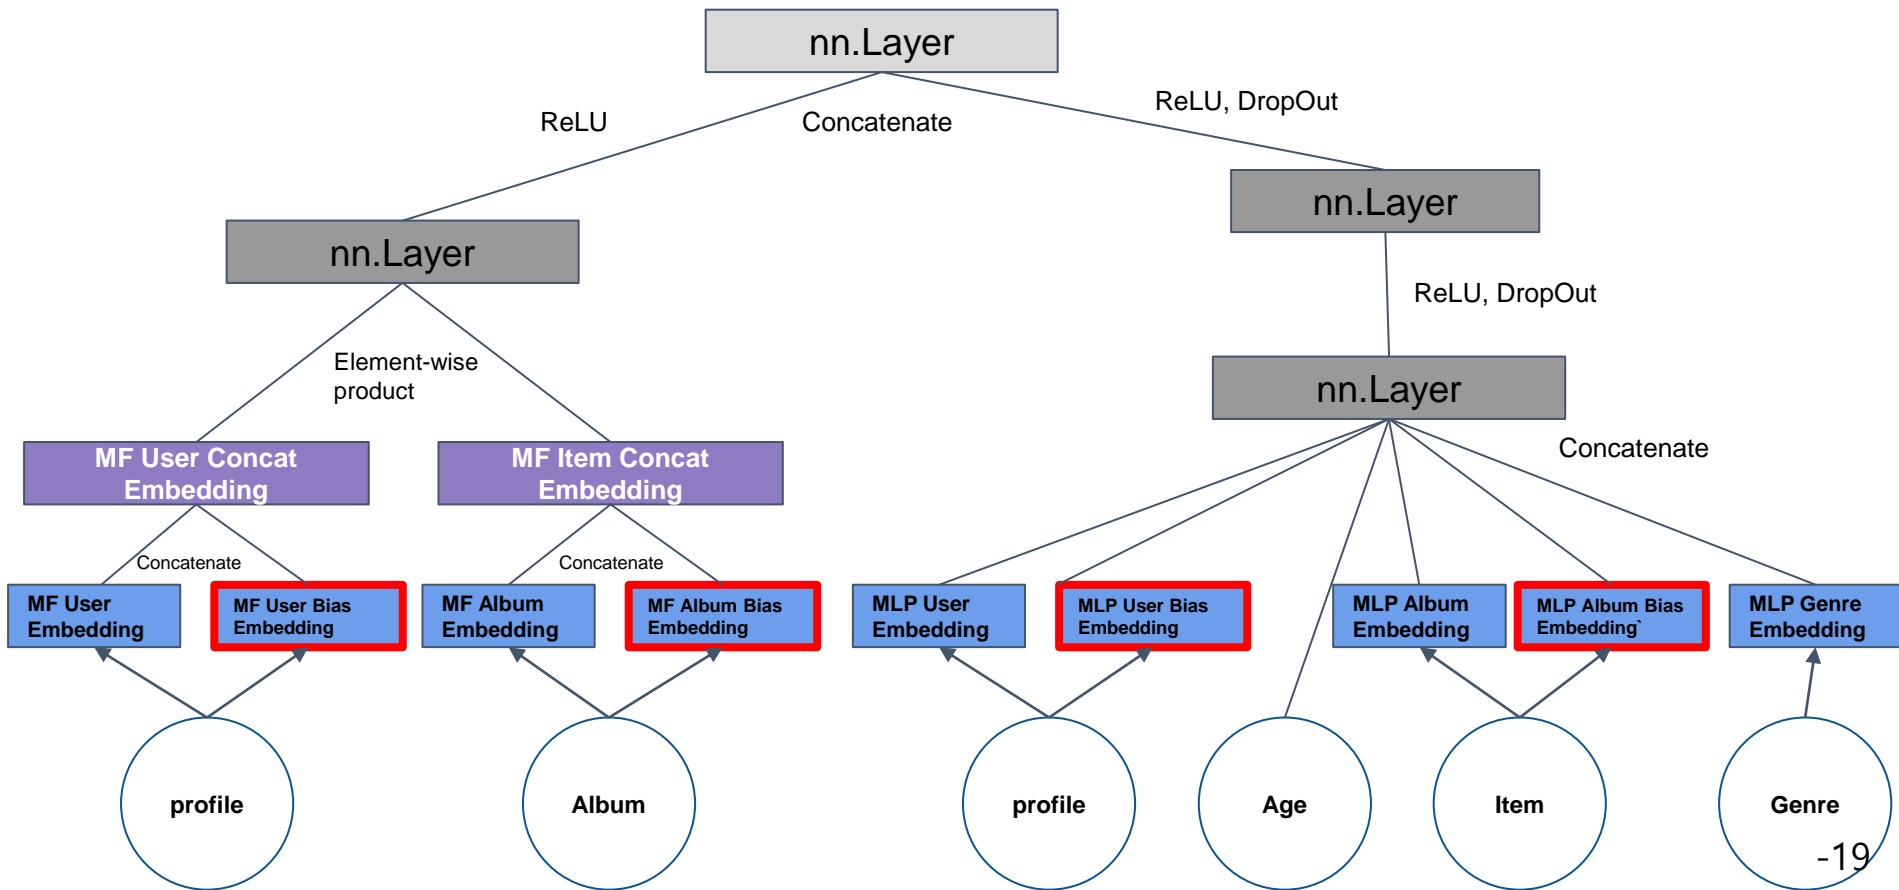 nn.Layer
ReLU
Concatenate
ReLU, DropOut
nn.Layer
nn.Layer
ReLU, DropOut
Element-wise
product
nn.Layer
MF User Concat
Embedding
MF Item Concat
Embedding
Concatenate
Concatenate
Concatenate
MF User
Embedding
MF User Bias
Embedding
MF Album
Embedding
MF Album Bias
Embedding
MLP User
Embedding
MLP User Bias
Embedding
MLP Album
Embedding
MLP Album Bias
Embedding`
MLP Genre
Embedding
profile
Album
profile
Age
Item
Genre
-19